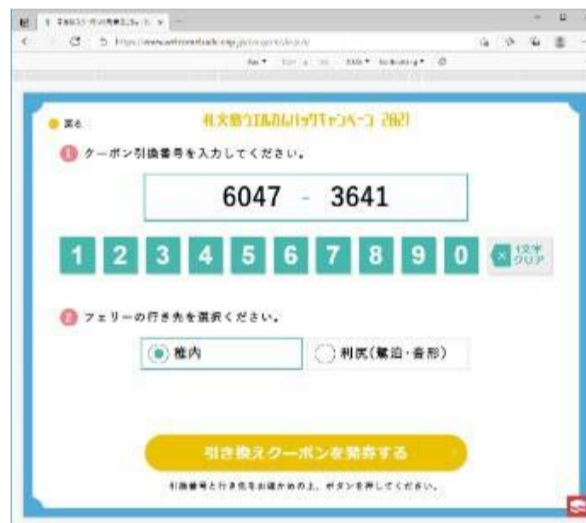 戻る
礼文島ウエルカムバックキャンペーン 2021
1 クーポン引換番号を入力してください。
6047 - 3641
1 2 3 4 5 6 7 8 9 0 × 1文字クリア
2 フェリーの行き先を選択ください。
稚内 利尻(鴛泊・沓形)
引き換えクーポンを発券する
引換番号と行き先をお確かめの上、ボタンを押してください。